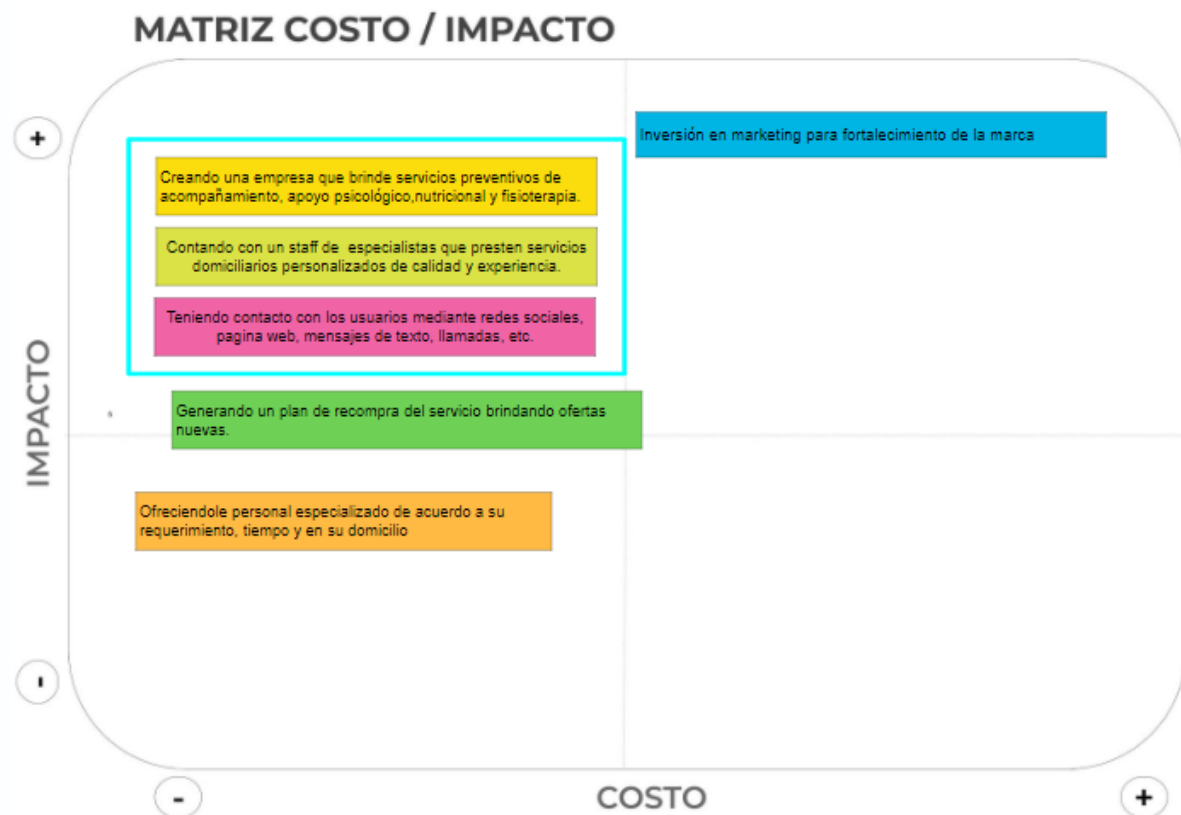 MATRIZ COSTO / IMPACTO
+
Inversión en marketing para fortalecimiento de la marca
Creando una empresa que brinde servicios preventivos de
acompañamiento, apoyo psicológico,nutricional y fisioterapia.
Contando con un staff de especialistas que presten servicios
domiciliarios personalizados de calidad y experiencia.
Teniendo contacto con los usuarios mediante redes sociales,
pagina web, mensajes de texto, llamadas, etc.
IMPACTO
Generando un plan de recompra del servicio brindando ofertas
nuevas.
Ofreciendole personal especializado de acuerdo a su
requerimiento, tiempo y en su domicilio
-
-
COSTO
+